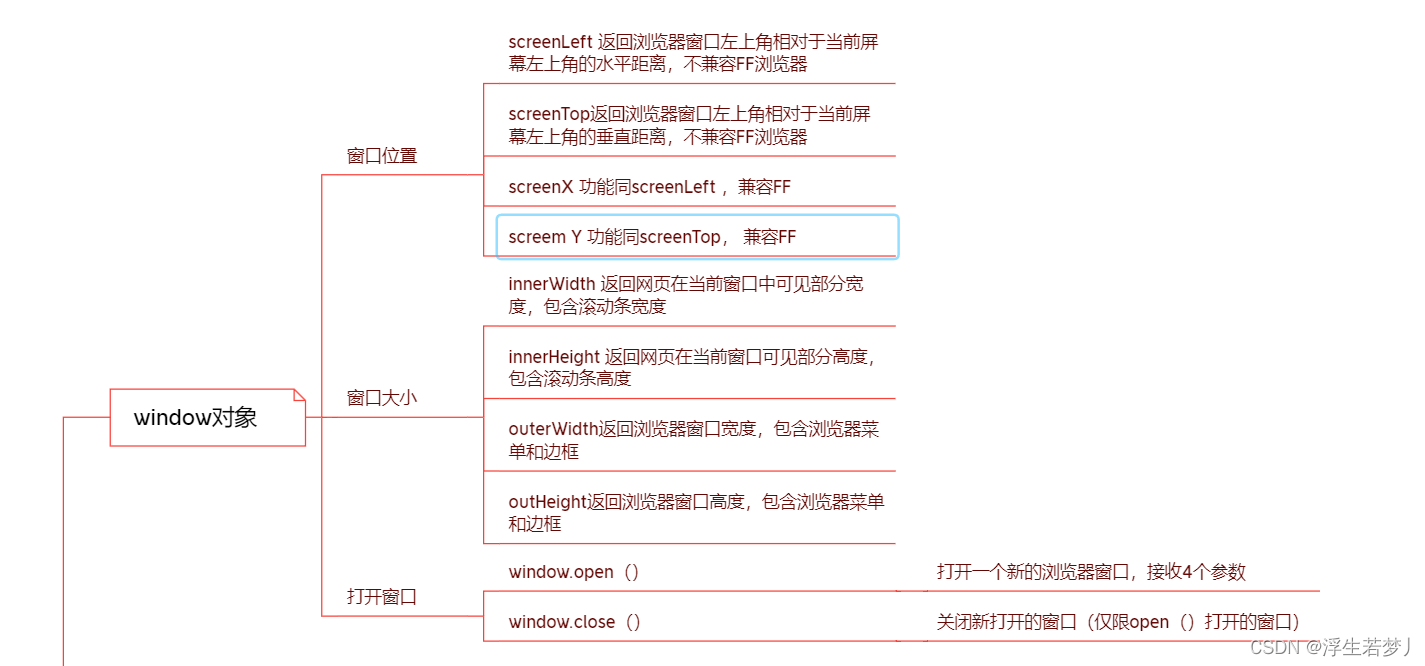 screenLeft 返回浏览器窗口左上角相对于当前屏
幕左上角的水平距离，不兼容FF浏览器
screenTop返回浏览器窗口左上角相对于当前屏
幕左上角的垂直距离，不兼容FF浏览器
窗口位置
screenX 功能同screenLeft ，兼容FF
screem Y 功能同screenTop， 兼容FF
innerWidth 返回网页在当前窗口中可见部分宽
度，包含滚动条宽度
innerHeight 返回网页在当前窗口可见部分高度，
包含滚动条高度
窗口大小
window对象
outerWidth返回浏览器窗口宽度，包含浏览器菜
单和边框
outHeight返回浏览器窗口高度，包含浏览器菜单
和边框
window.open（） 打开一个新的浏览器窗口，接收4个参数
打开窗口
window.close（） 关闭新打开的窗口（仅限open（）打开的窗口）
CSDN @浮生若梦丿